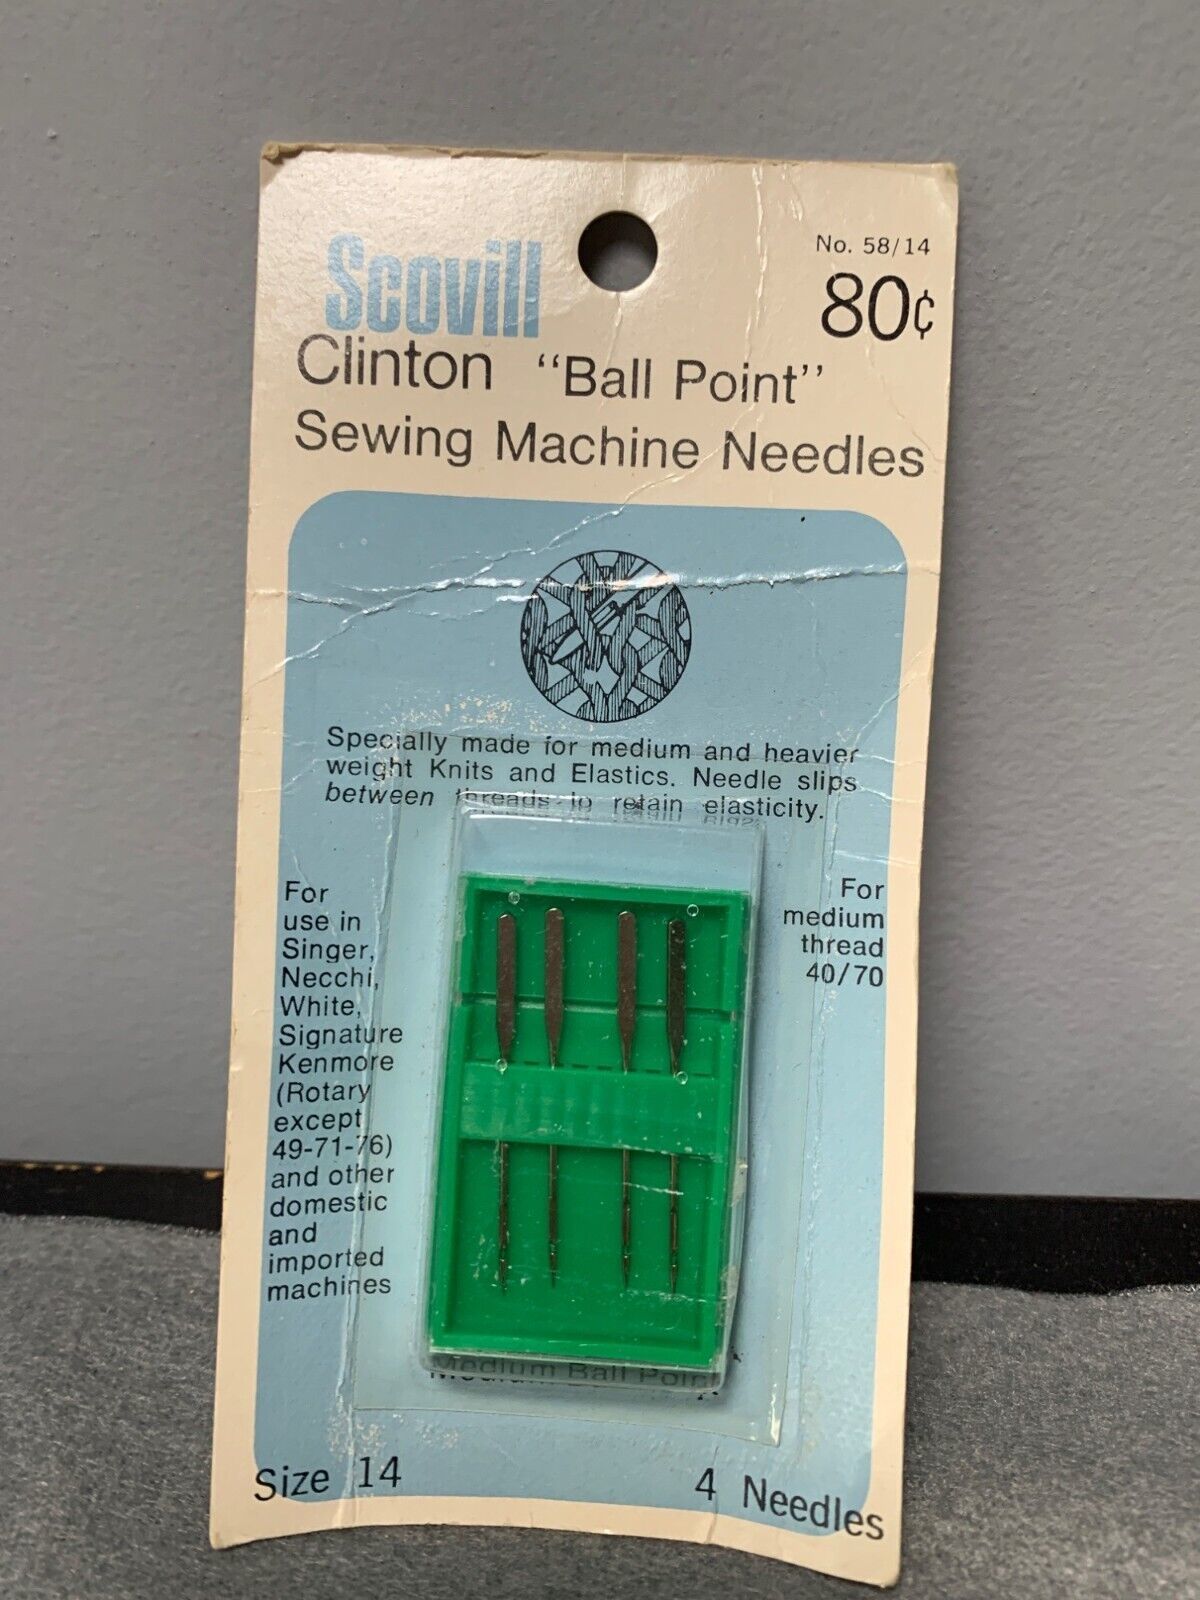 Scovill
No. 58/14
80¢
Clinton "Ball Point"
Sewing Machine Needles
Specially made for medium and heavier
weight Knits and Elastics. Needle slips
between threads to retain elasticity.
For
use in
Singer,
Necchi,
White,
Signature
Kenmore
(Rotary
except
49-71-76)
and other
domestic
and
imported
machines
For
medium
thread
40/70
Medium Ball Point
Size 14
4 Needles